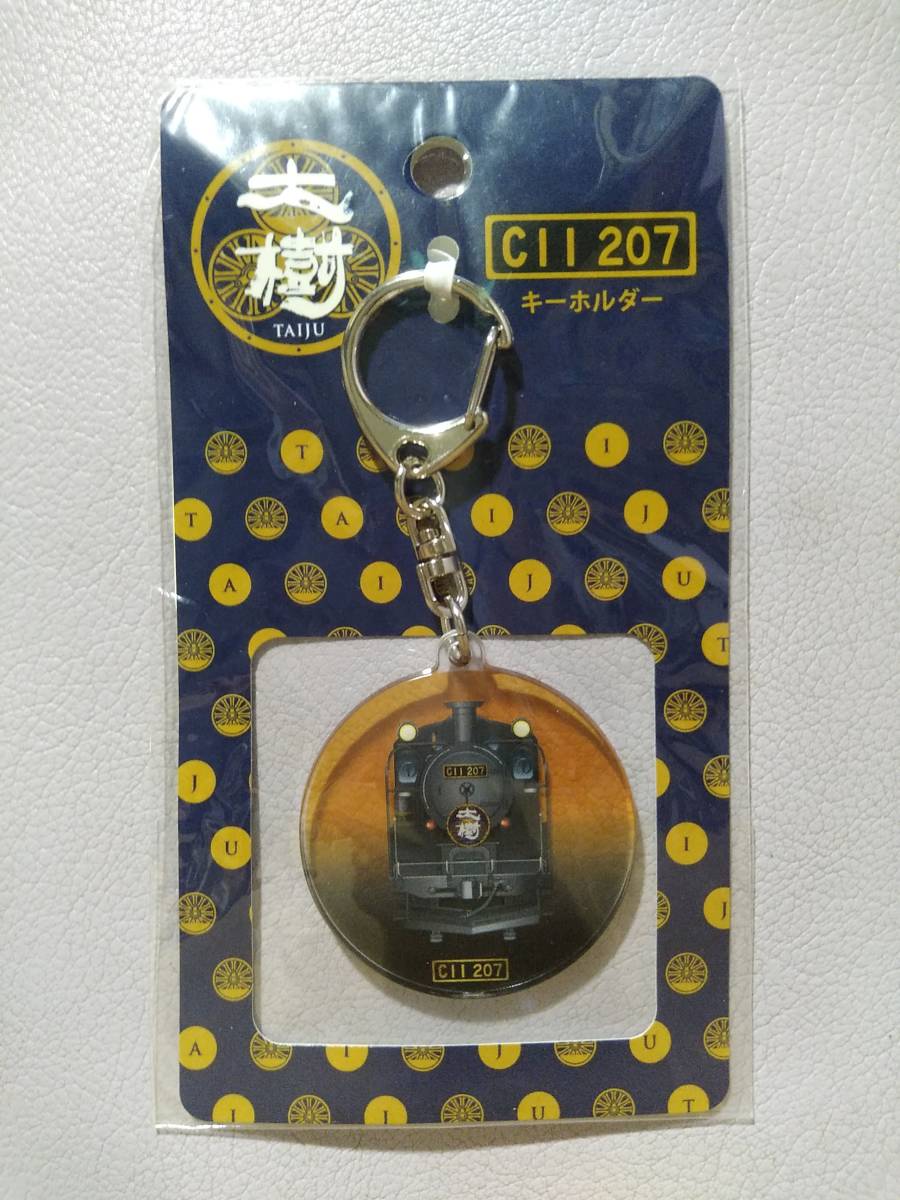 大樹
TAIJU
C11 207
キーホルダー
T I
T A I J
A I J U
T
J
U I
J
C11 207
大樹
C11 207
A I J U
I J U T